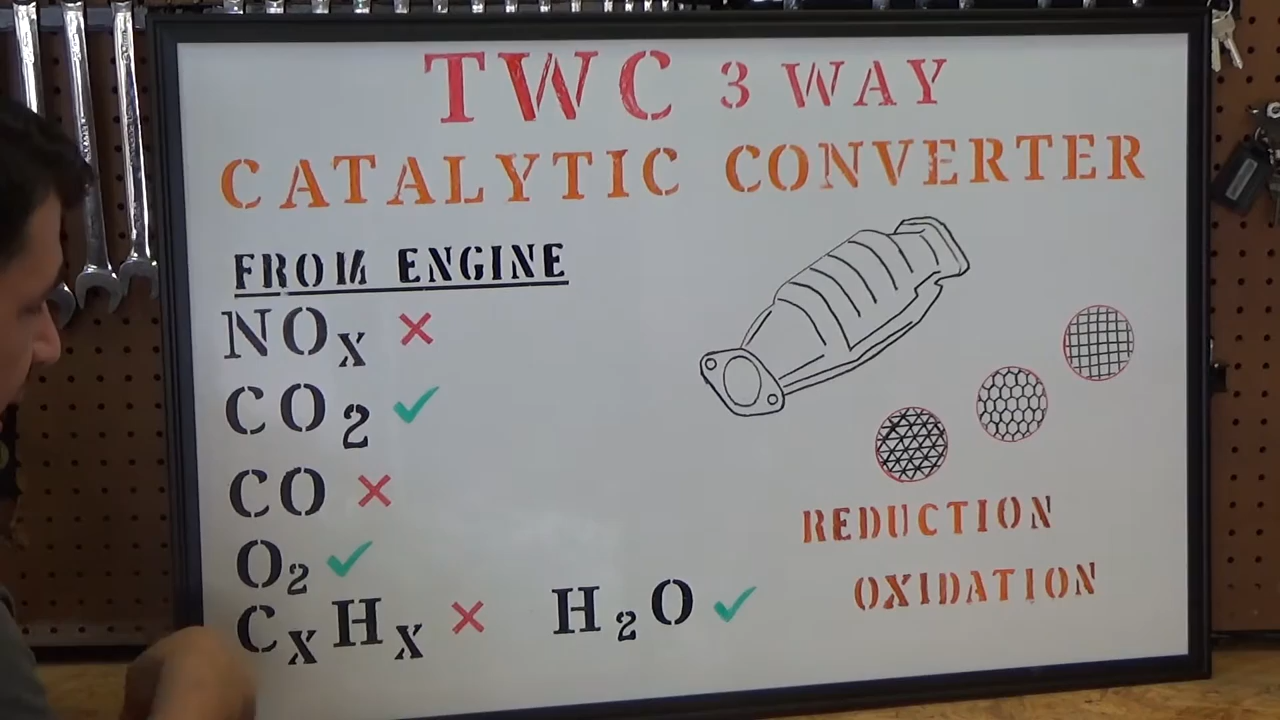 TWC 3 WAY
CATALYTIC CONVERTER
FROM ENGINE
NOX ✗
CO2 ✓
CO ✗
O2 ✓
CXHX ✗ H2O ✓
REDUCTION
OXIDATION